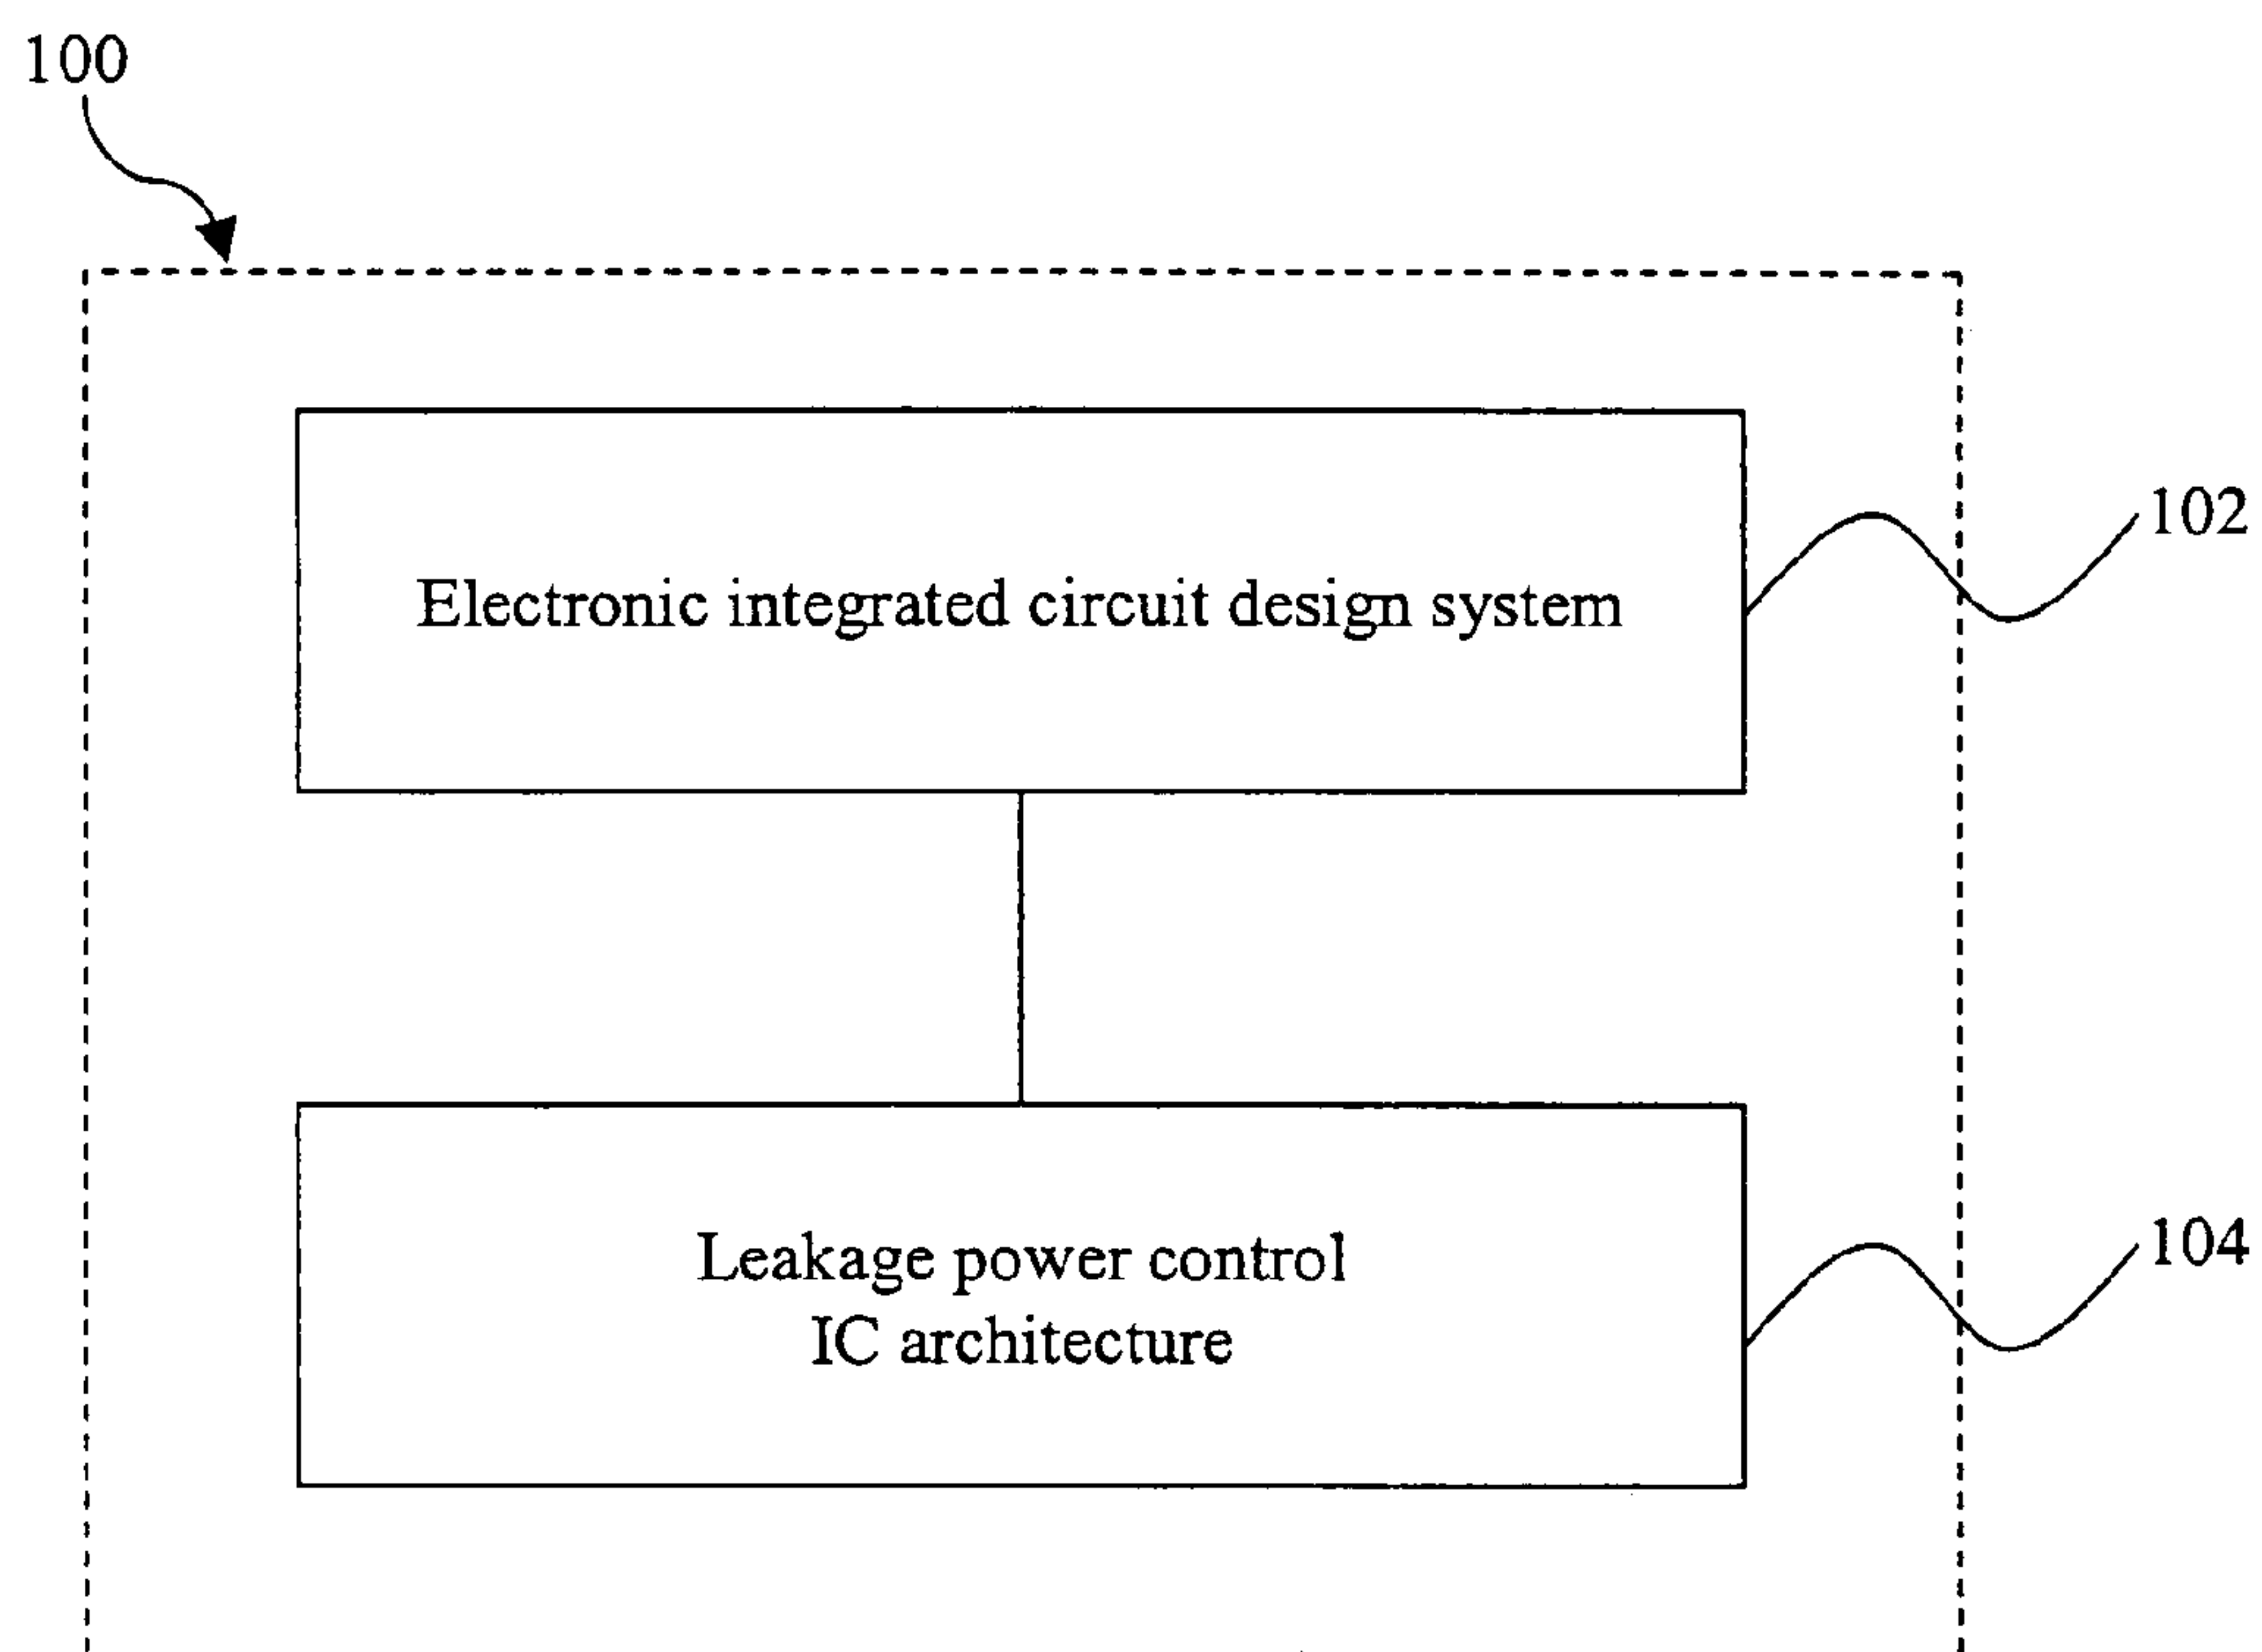 100
102
Electronic integrated circuit design system
104
Leakage power control
IC architecture